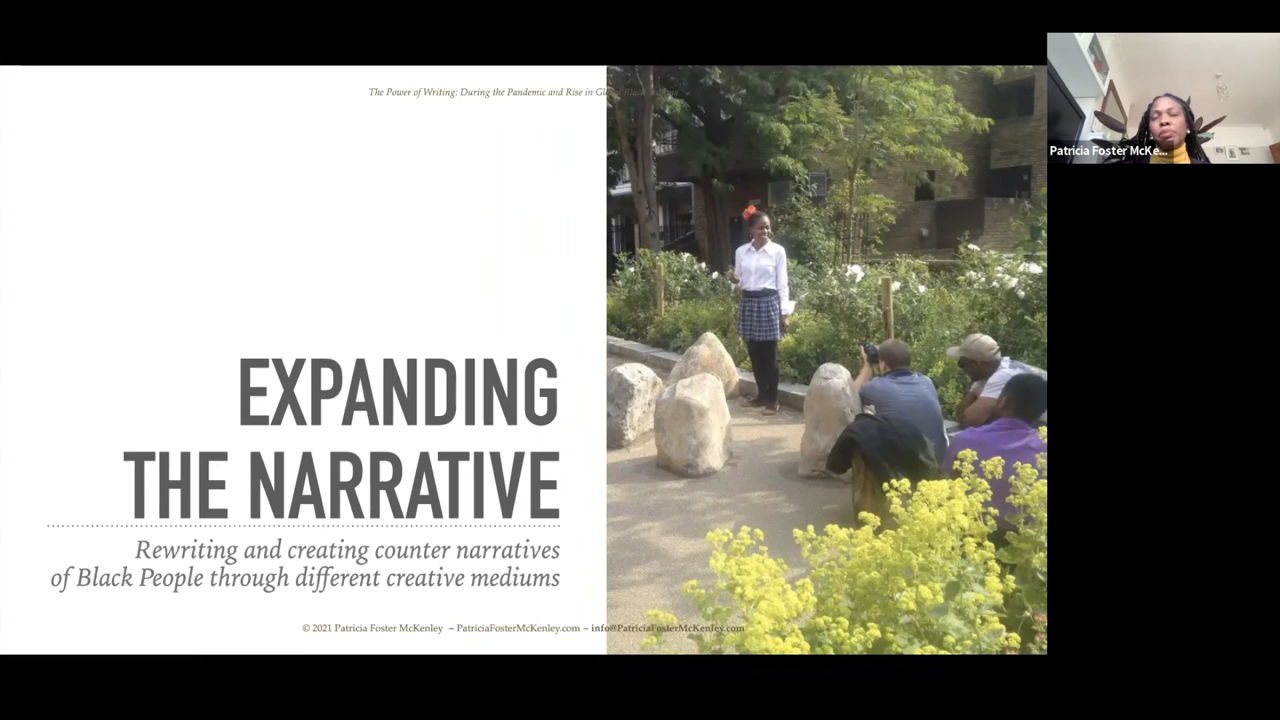 The Power of Writing: During the Pandemic and Rise in
EXPANDING
THE NARRATIVE
Rewriting and creating counter narratives
of Black People through different creative mediums
© 2021 Patricia Foster McKenley ~ PatriciaFosterMcKenley.com ~ info@PatriciaFosterMcKenley.com
Patricia Foster McKe...